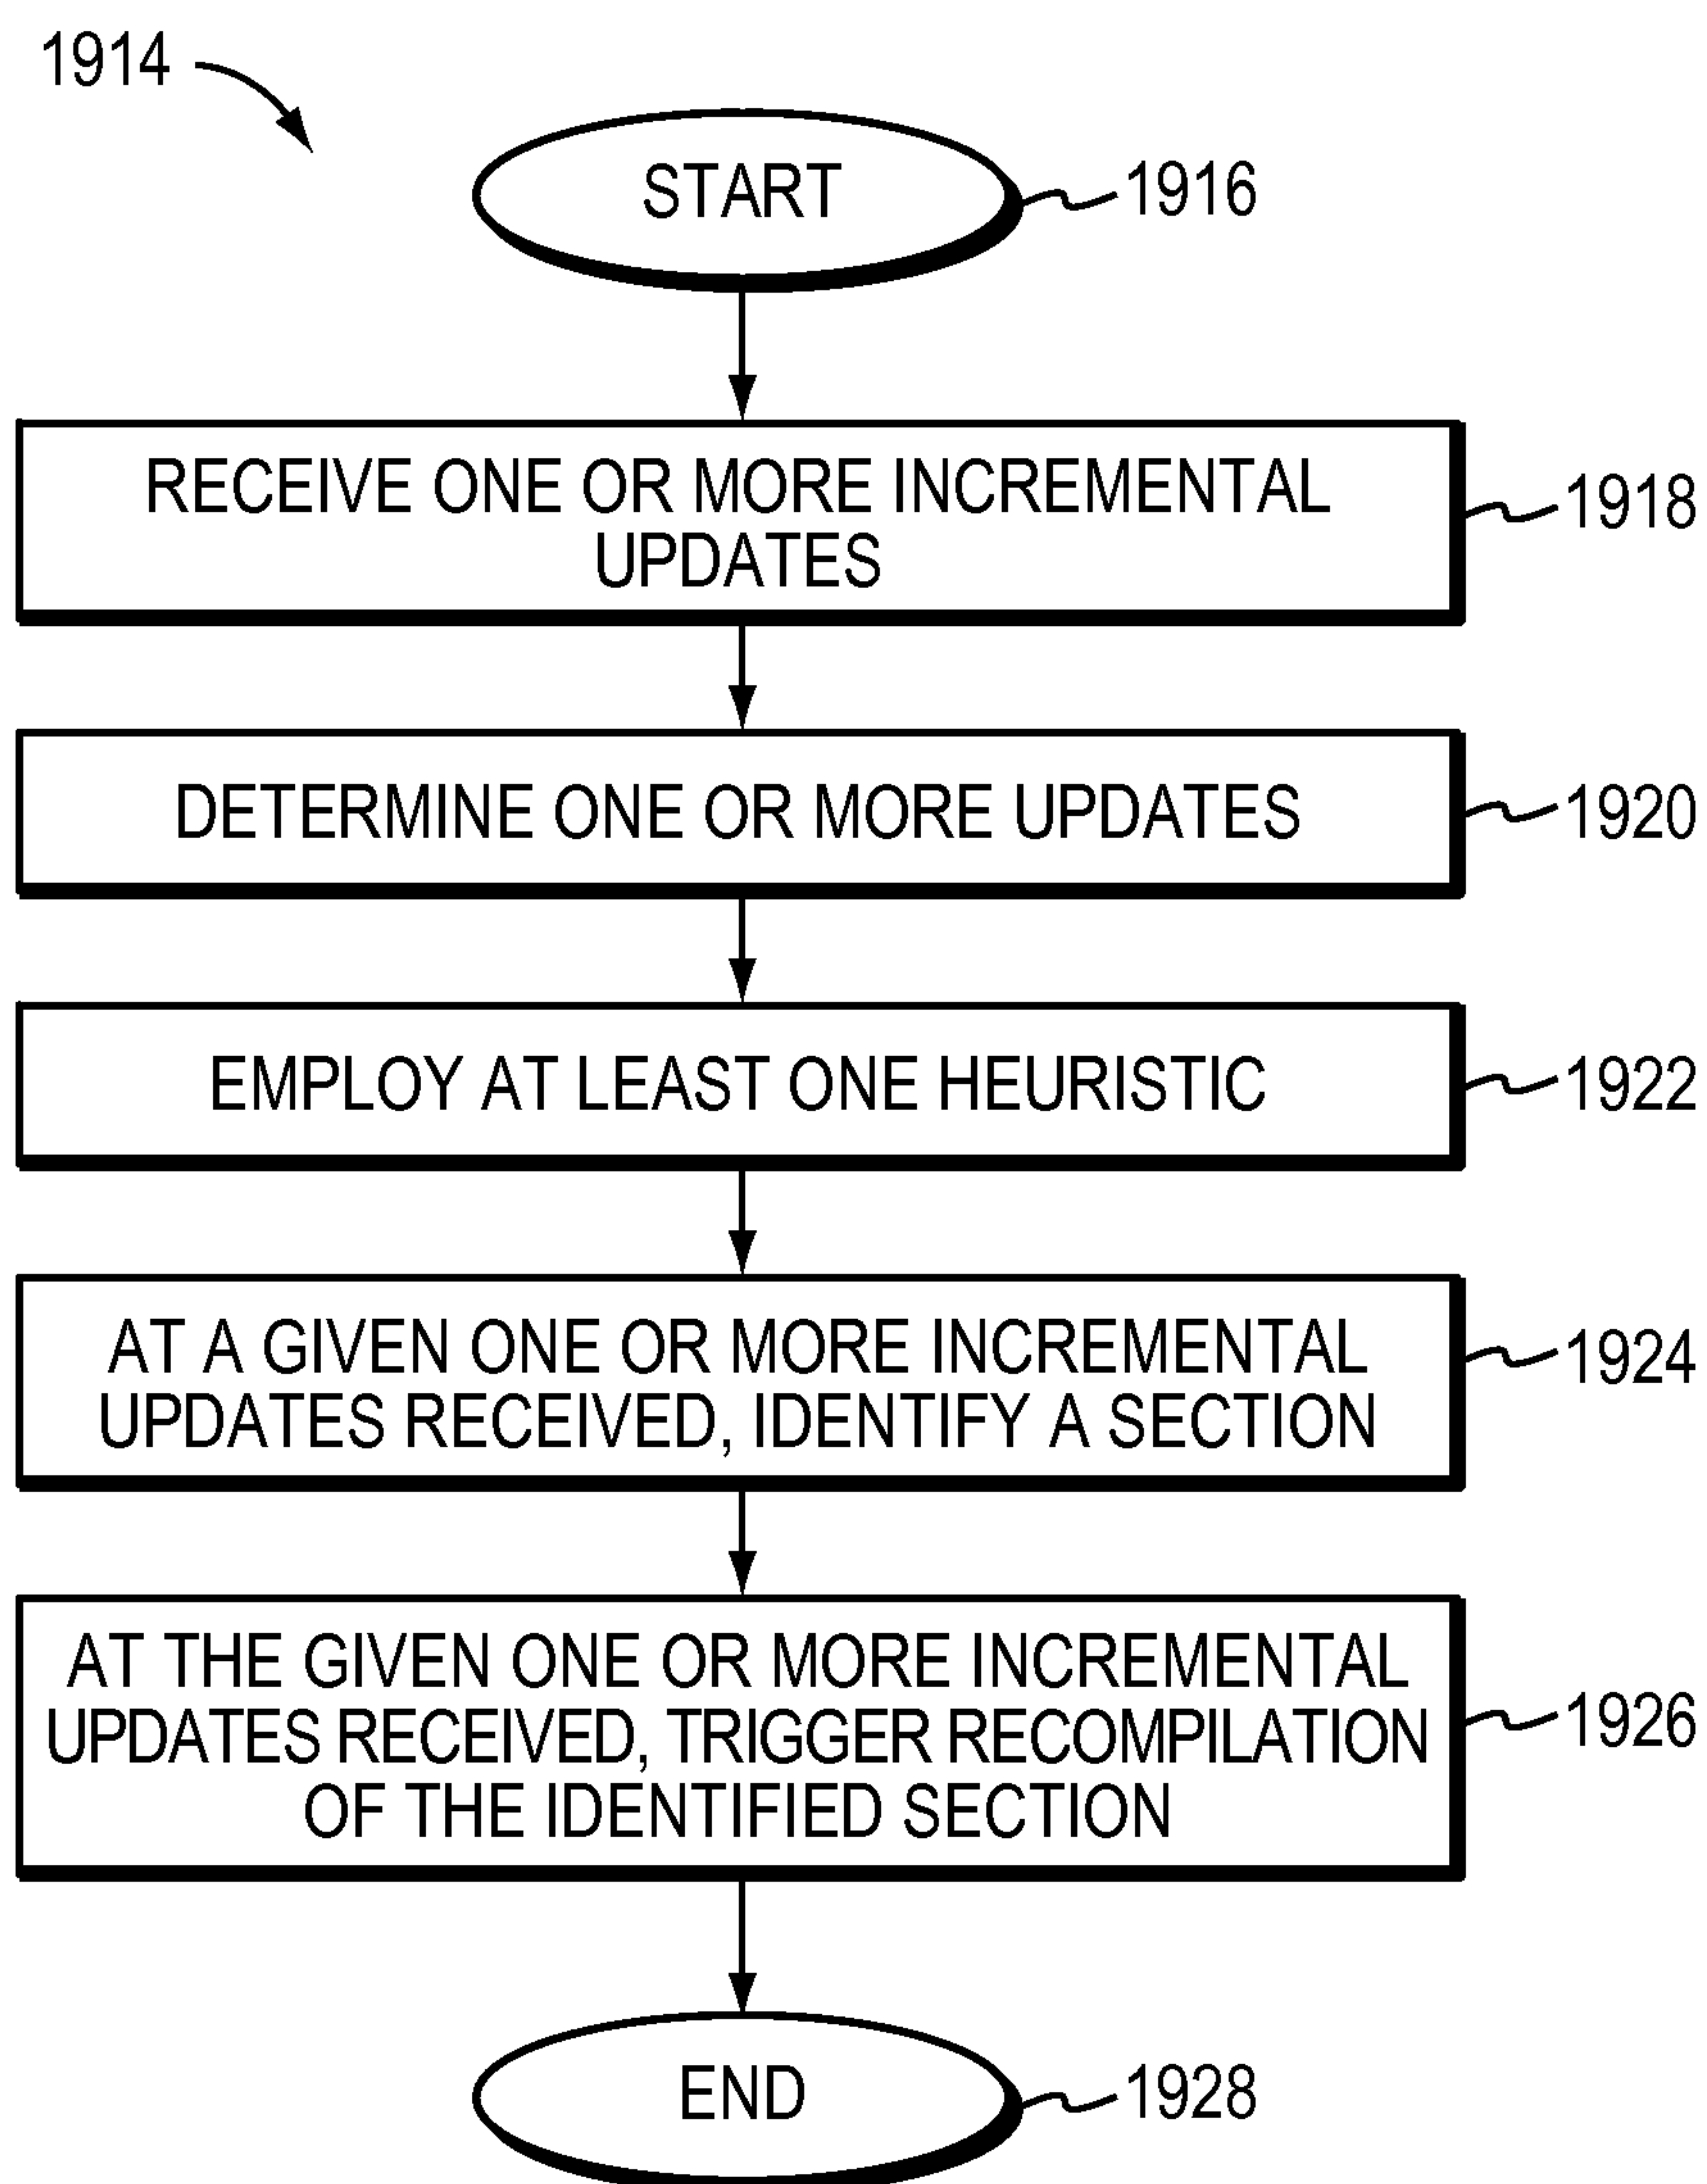 1914
START
1916
RECEIVE ONE OR MORE INCREMENTAL
UPDATES
1918
DETERMINE ONE OR MORE UPDATES
1920
EMPLOY AT LEAST ONE HEURISTIC
1922
AT A GIVEN ONE OR MORE INCREMENTAL
UPDATES RECEIVED, IDENTIFY A SECTION
1924
AT THE GIVEN ONE OR MORE INCREMENTAL
UPDATES RECEIVED, TRIGGER RECOMPILATION
OF THE IDENTIFIED SECTION
1926
END
1928